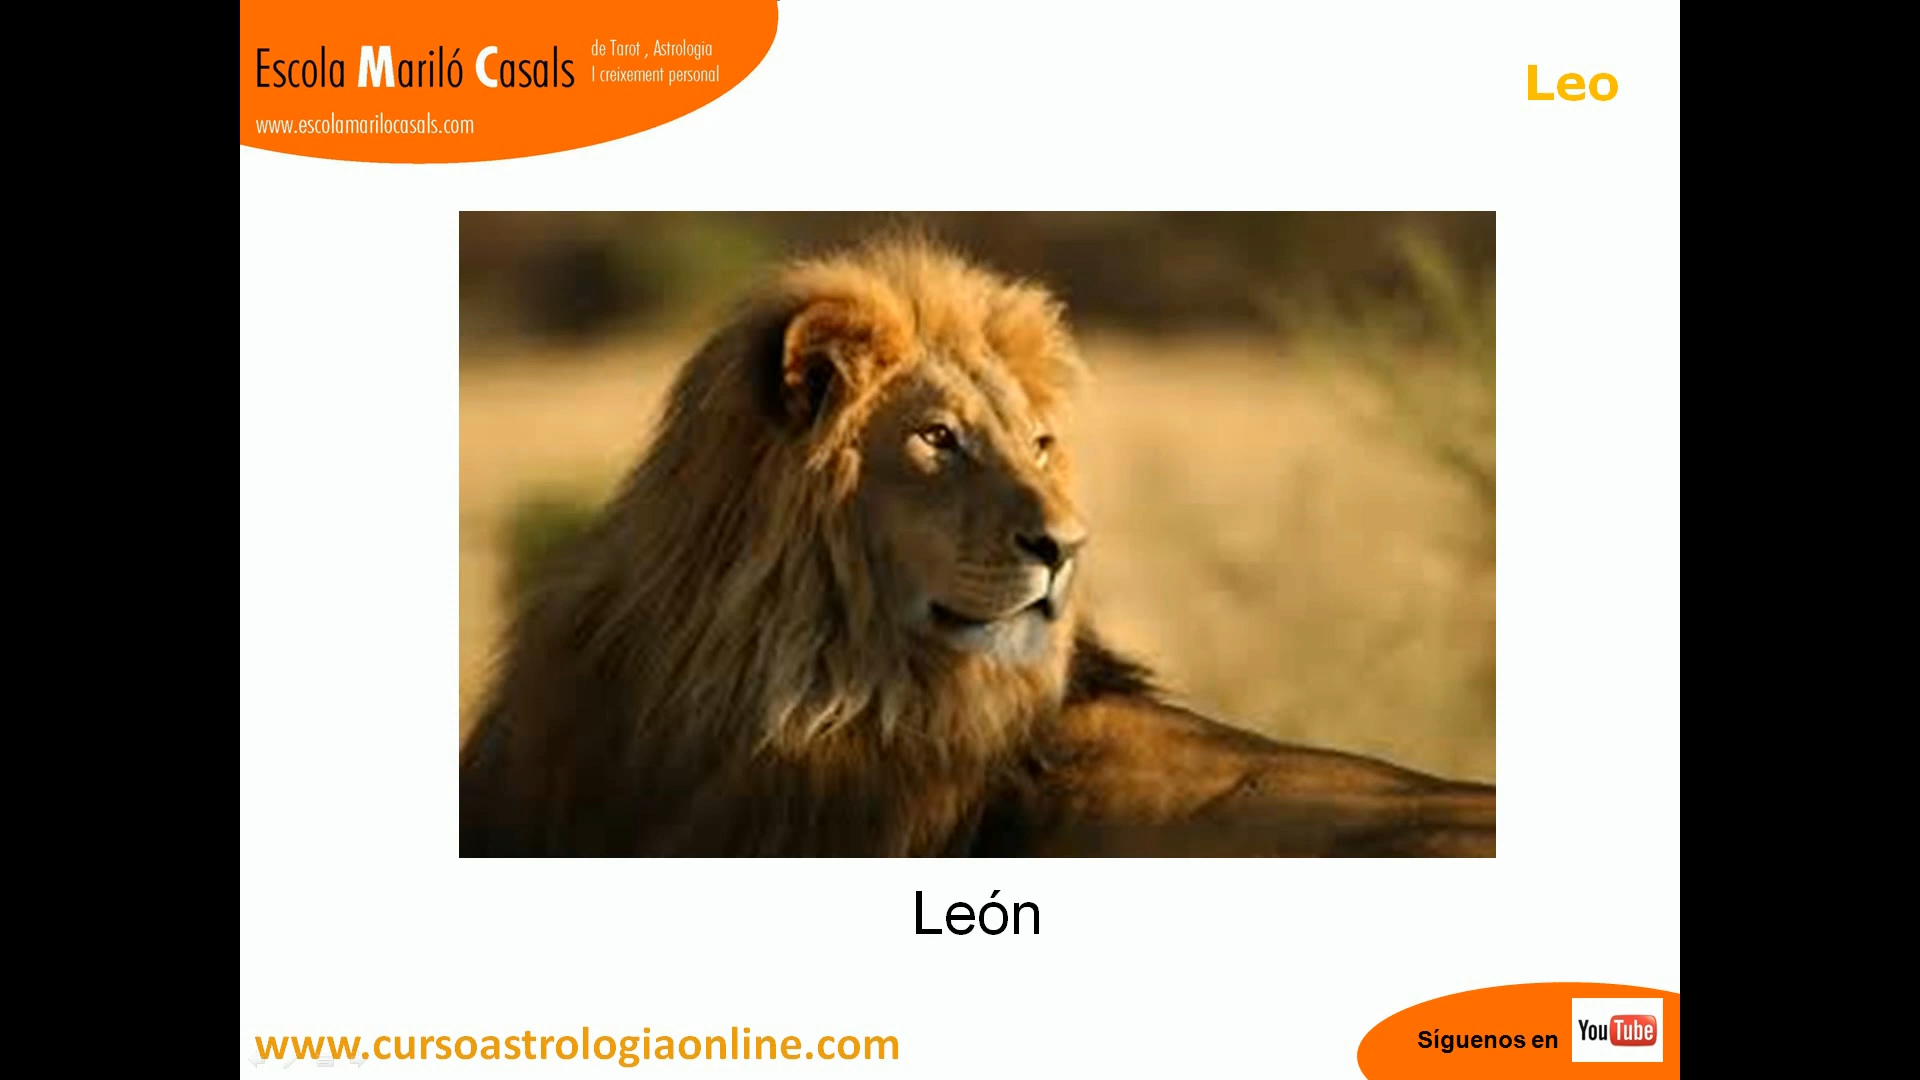 Escola Mariló Casals
de Tarot , Astrologia
I creixement personal
www.escolamarilocasals.com
Leo
León
www.cursoastrologiaonline.com
Síguenos en
YouTube